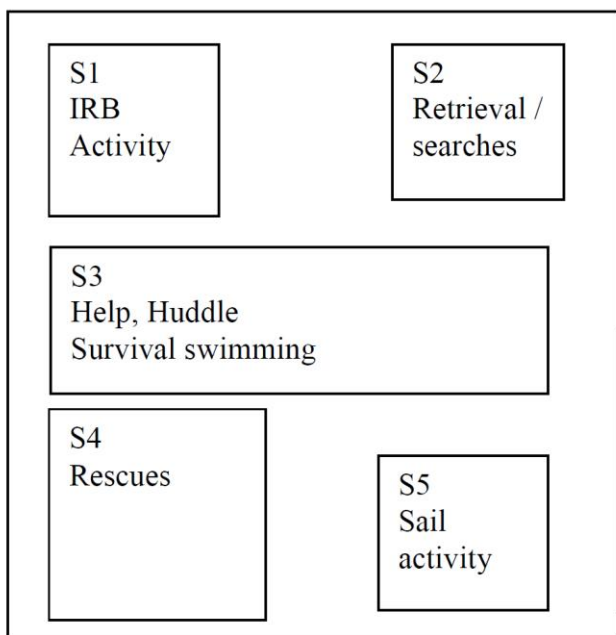 S1
IRB
Activity
S2
Retrieval /
searches
S3
Help, Huddle
Survival swimming
S4
Rescues
S5
Sail
activity